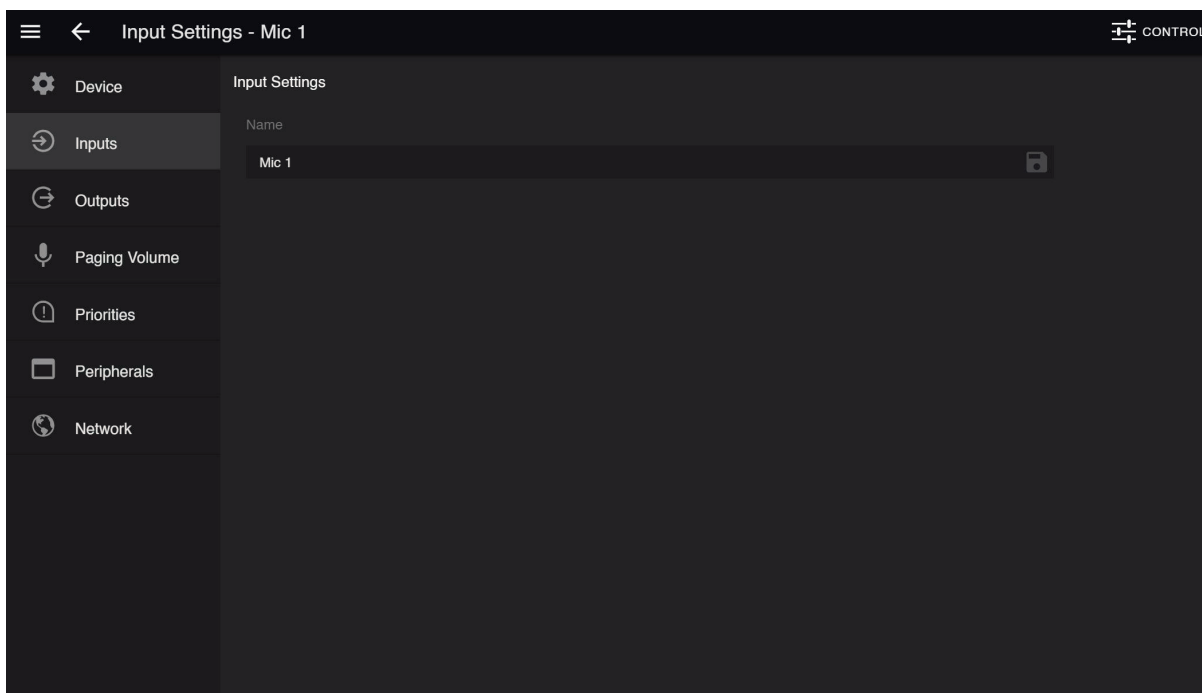 Input Settings - Mic 1
CONTROL
Device
Inputs
Outputs
Paging Volume
Priorities
Peripherals
Network
Input Settings
Name
Mic 1